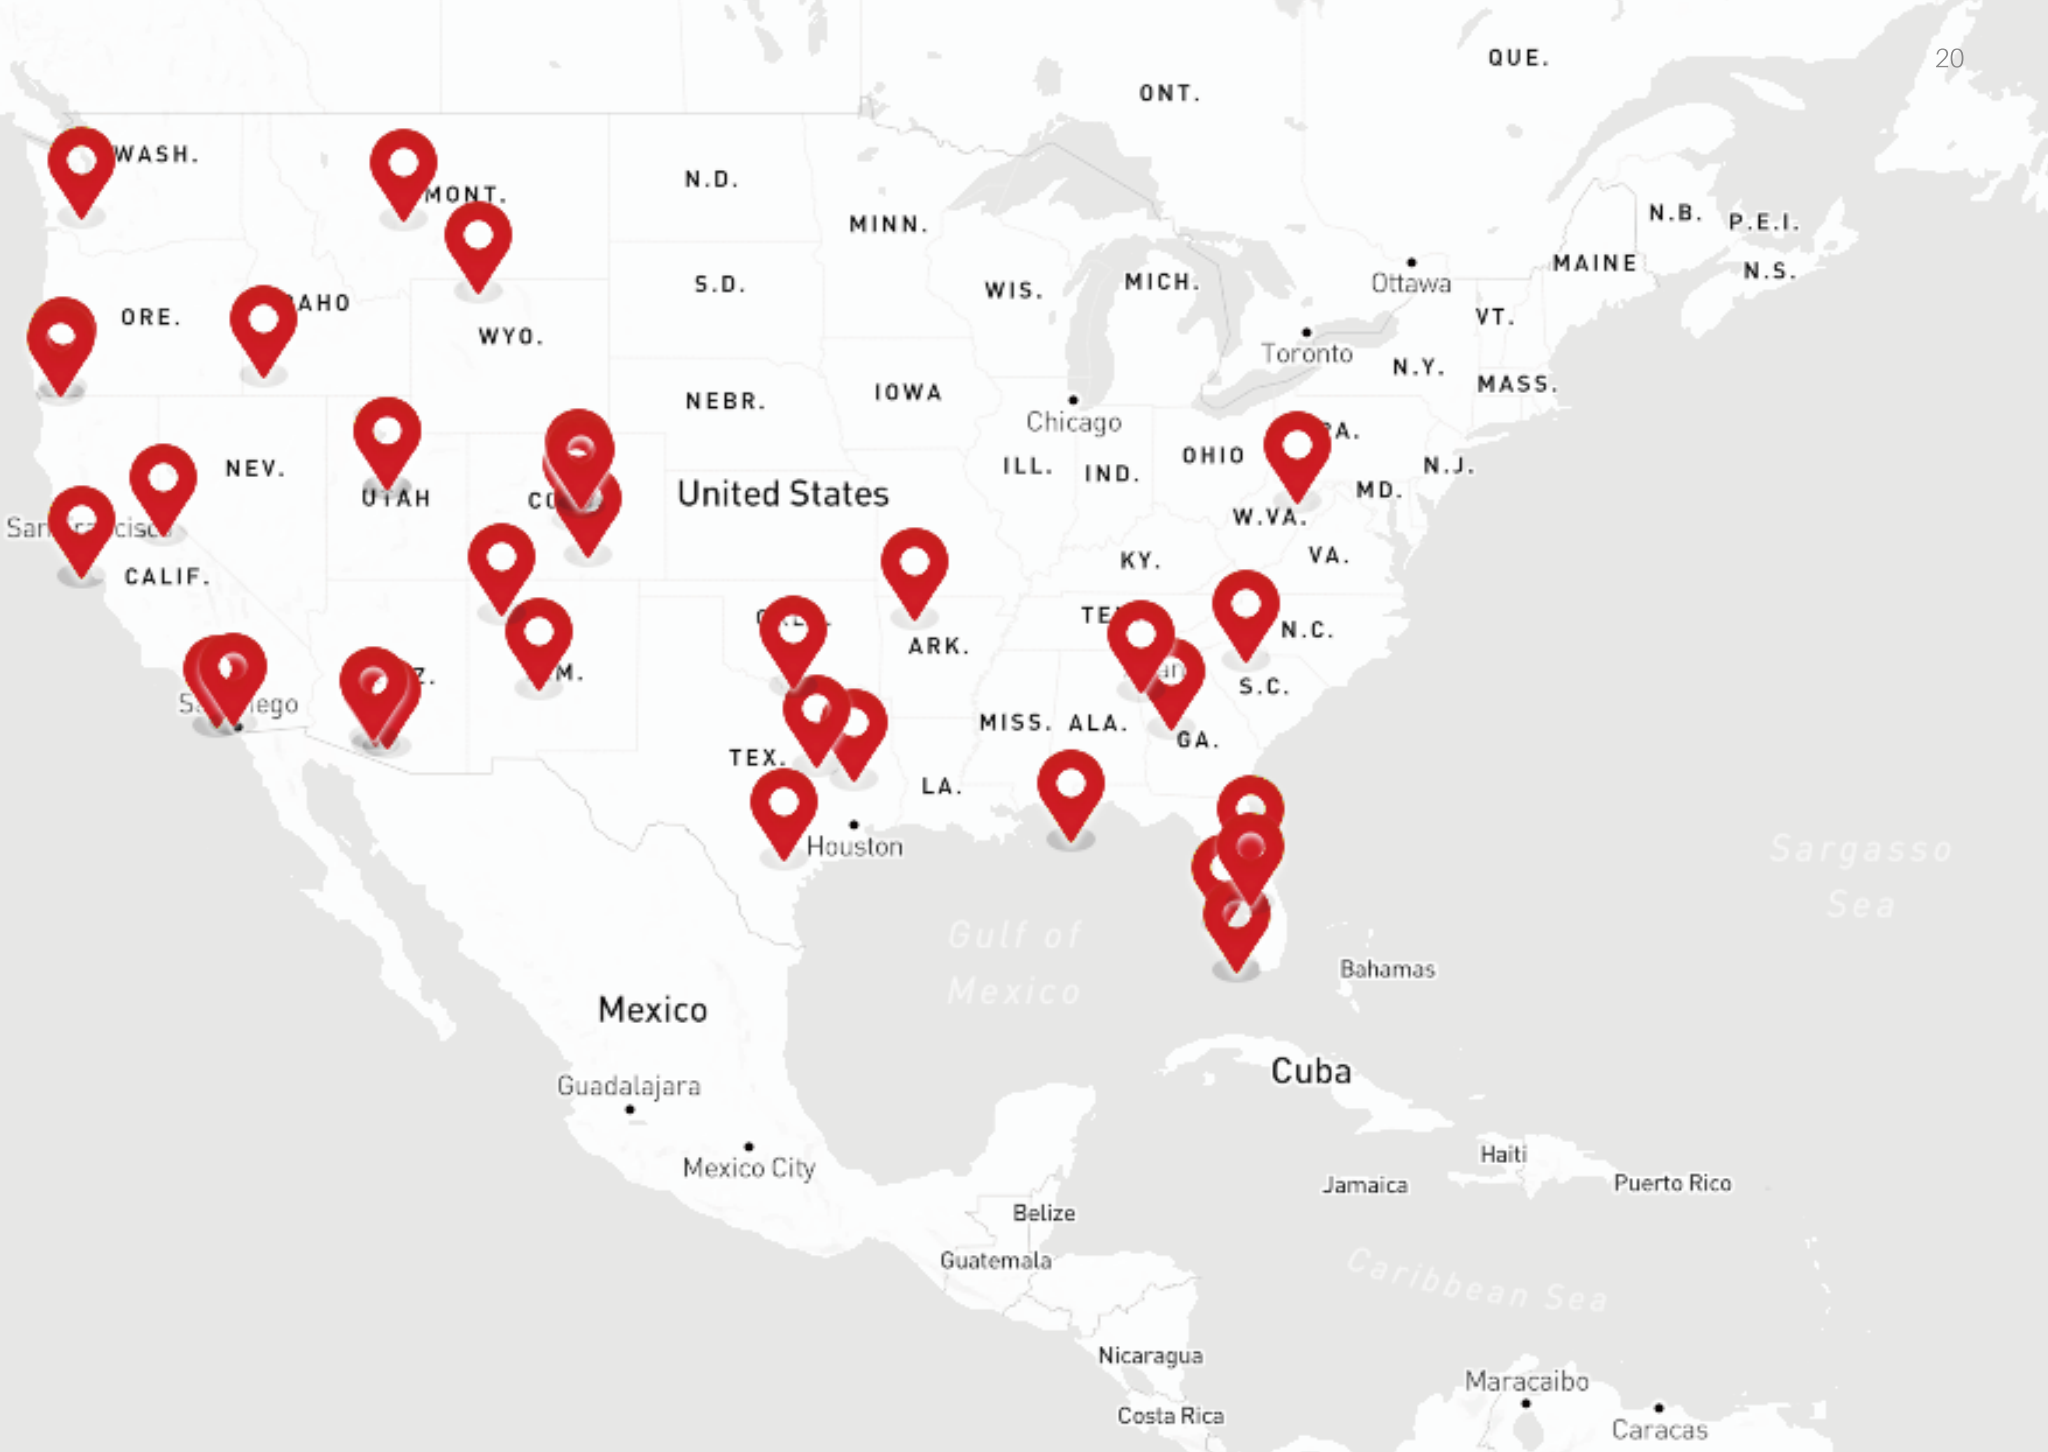 20
QUE.
ONT.
WASH.
MONT.
N.D.
MINN.
N.B.
P.E.I.
MAINE
N.S.
S.D.
WIS.
MICH.
Ottawa
ORE.
AHO
WYO.
VT.
Toronto
N.Y.
MASS.
NEBR.
IOWA
Chicago
A.
NEV.
UTAH
United States
ILL.
IND.
OHIO
N.J.
MD.
W.VA.
CALIF.
KY.
VA.
ARK.
N.C.
S.C.
MISS.
ALA.
GA.
TEX.
LA.
Houston
Gulf of
Mexico
Sargasso
Sea
Bahamas
Mexico
Cuba
Guadalajara
Mexico City
Haiti
Jamaica
Puerto Rico
Belize
Guatemala
Caribbean Sea
Nicaragua
Costa Rica
Maracaibo
Caracas